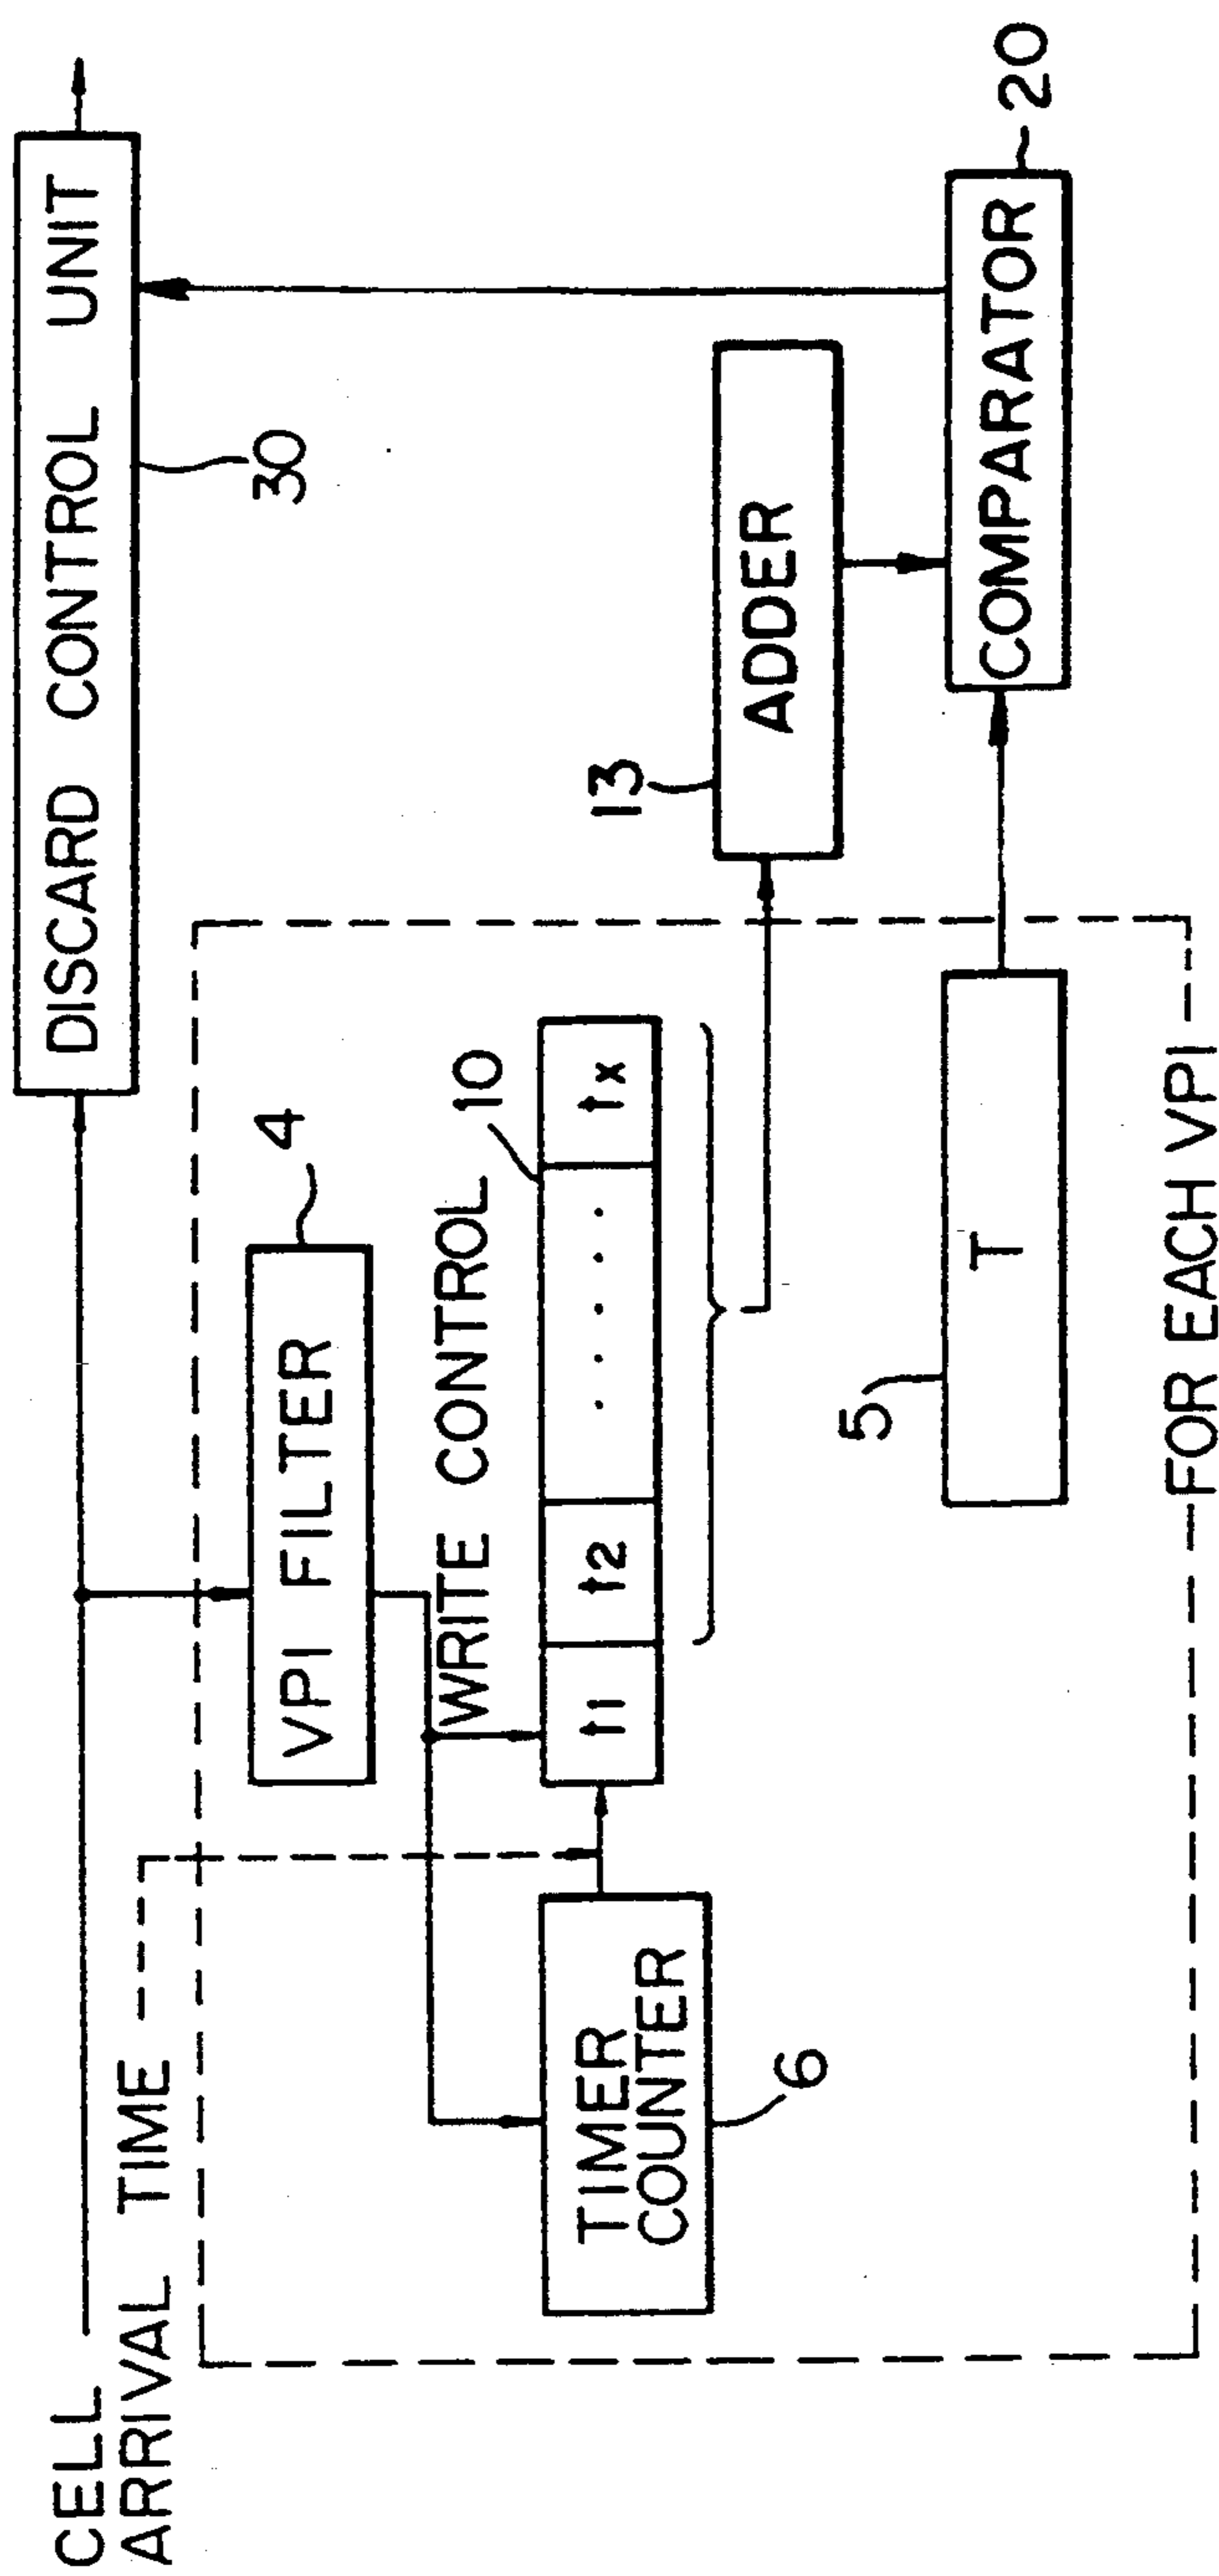 CELL
ARRIVAL TIME
DISCARD CONTROL UNIT
30
VPI FILTER
4
WRITE CONTROL
10
t1 t2 ..... tx
TIMER
COUNTER
6
13
ADDER
5
T
COMPARATOR
20
FOR EACH VPI